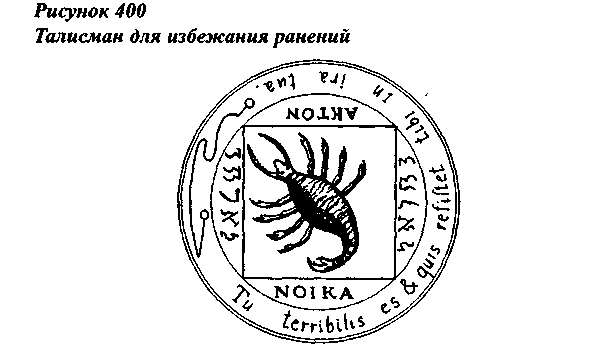 Рисунок 400
Талисман для избежания ранений
AKTON
NOIKA
Tu terribilis es & quis reſiſtet tibi in ira tua.